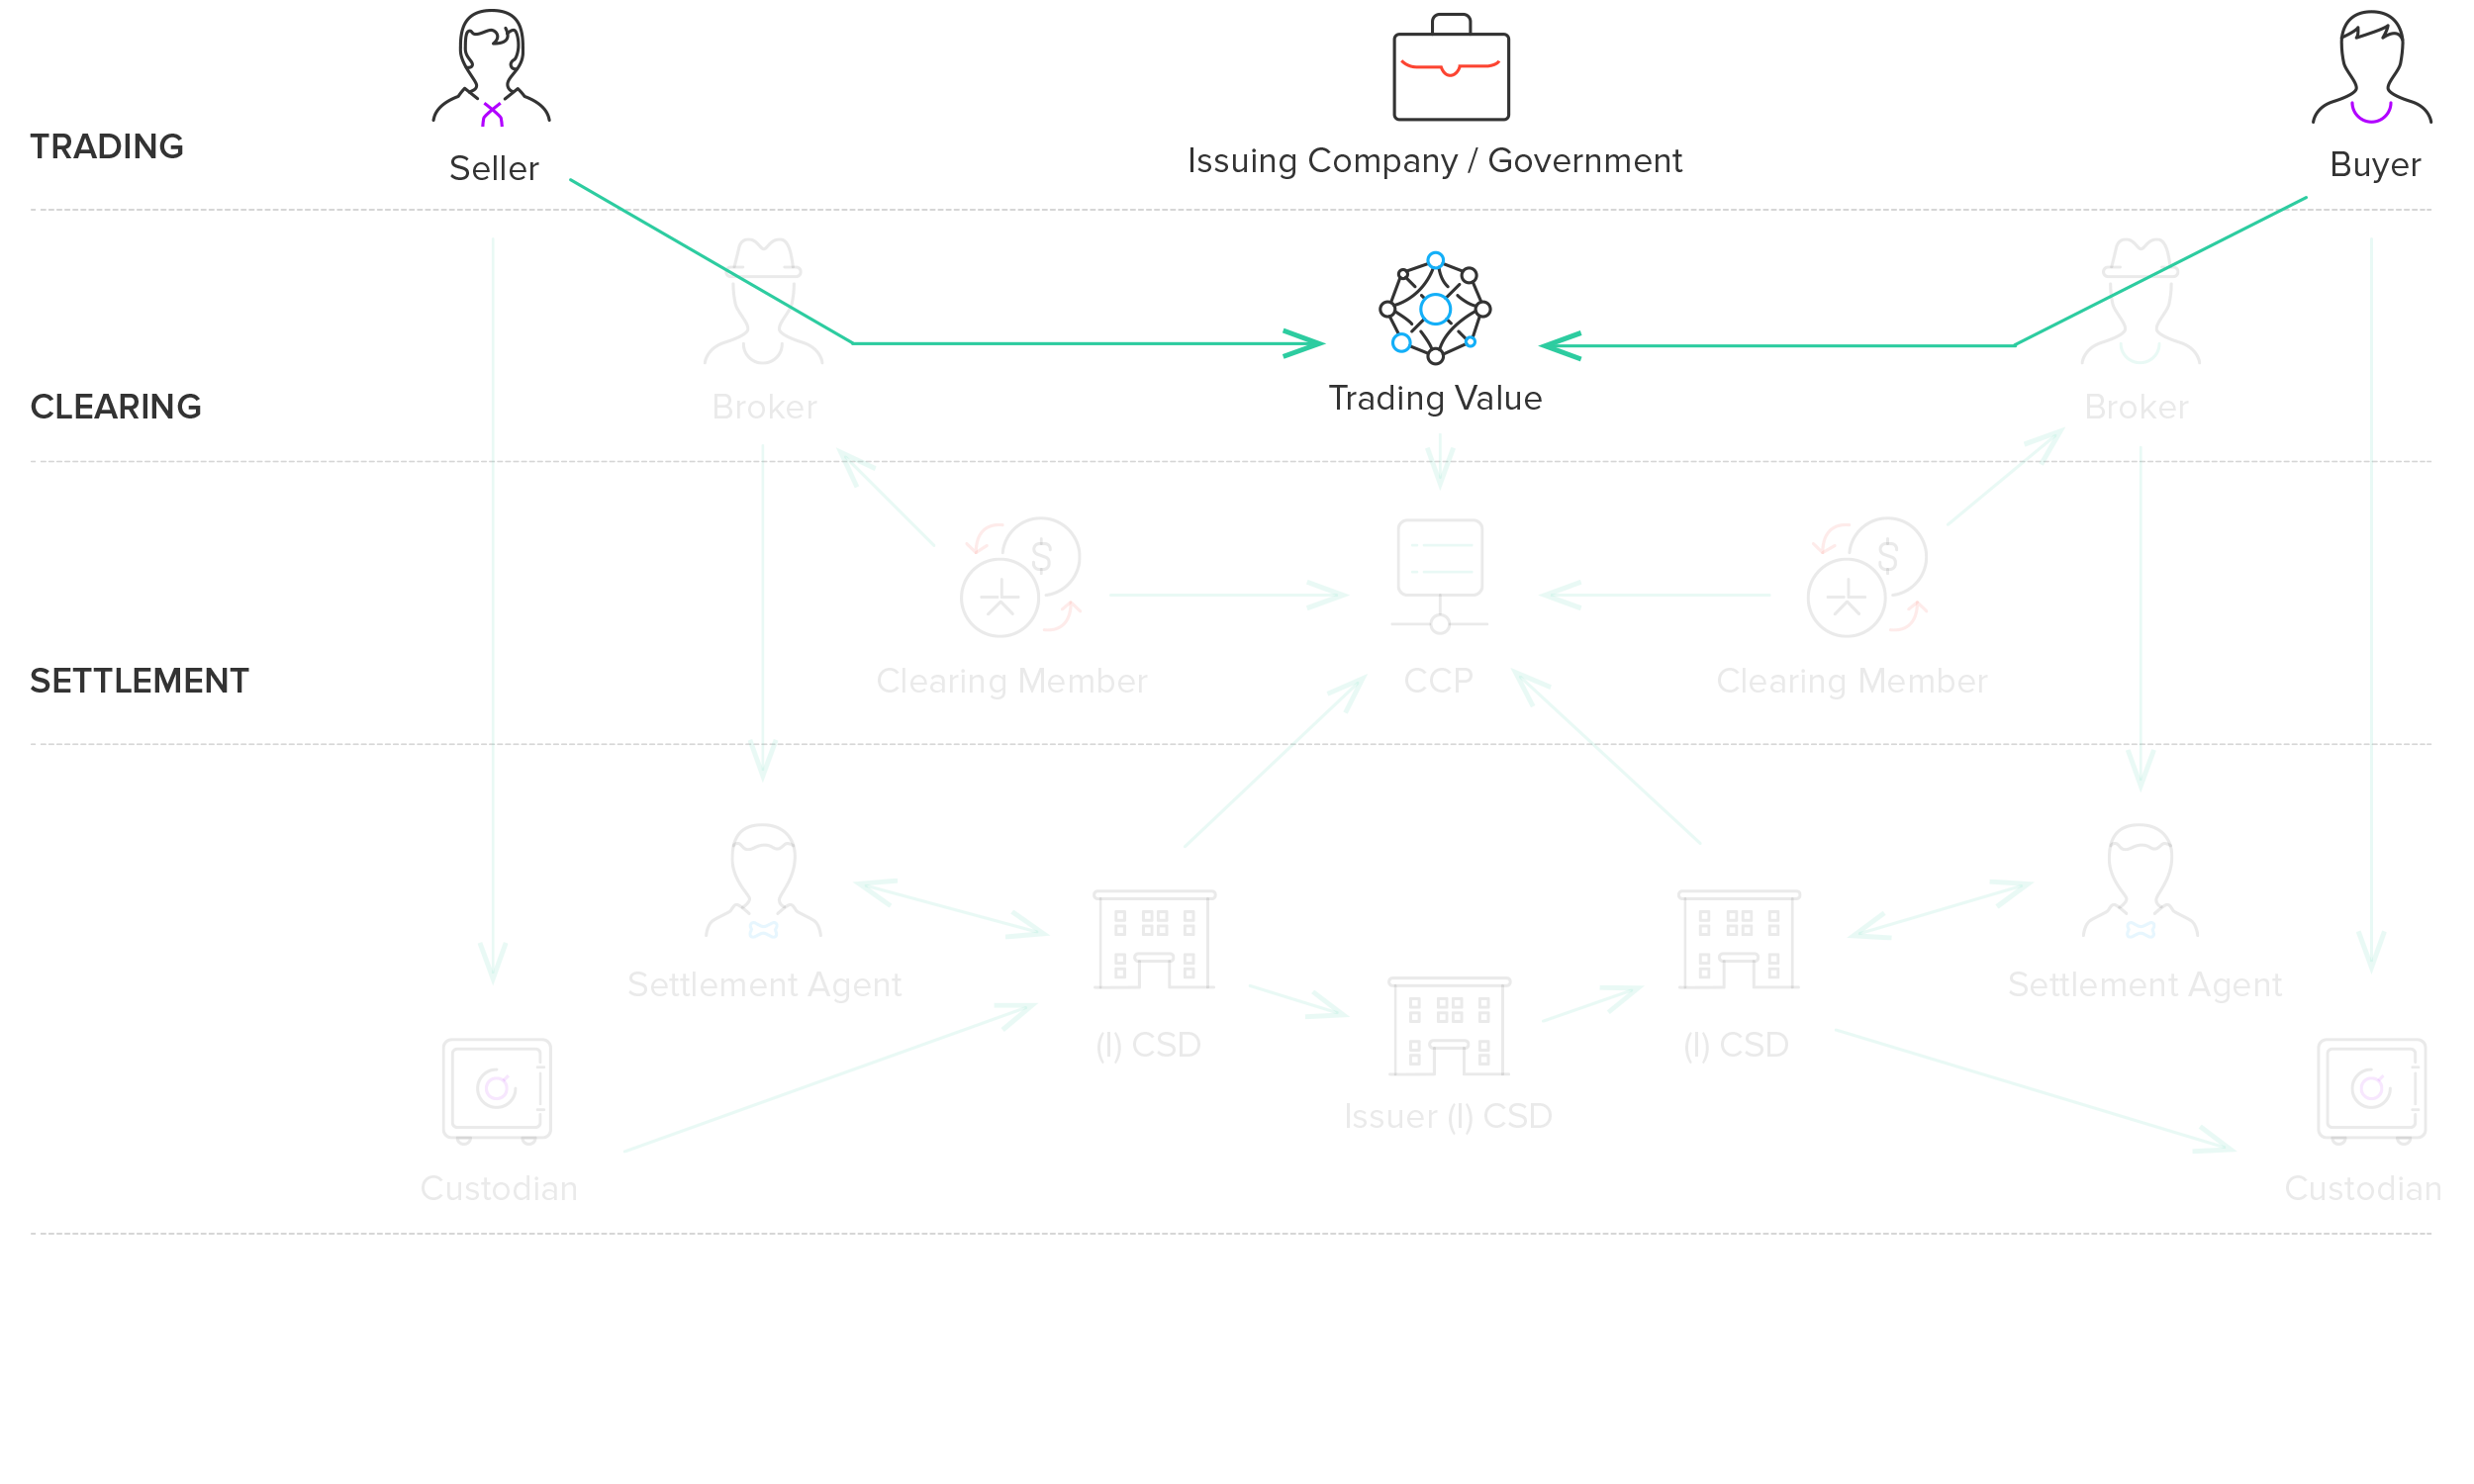 TRADING
Seller
Issuing Company / Government
Buyer
CLEARING
Broker
Trading Value
Broker
SETTLEMENT
Clearing Member
CCP
Clearing Member
Settlement Agent
(I) CSD
(I) CSD
Settlement Agent
Issuer (I) CSD
Custodian
Custodian